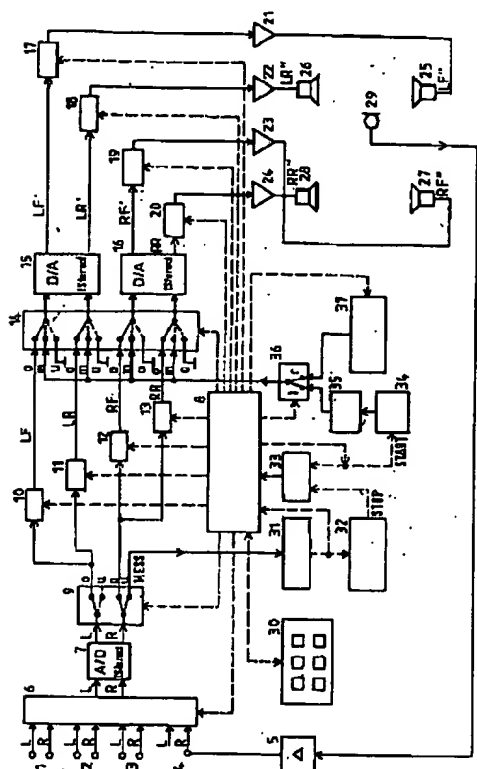 17
21
LF'
LF''
25
18
22
LR''
26
LR'
29
19
23
RF'
RR''
28
20
24
RF''
27
15
D/A
(Stereo)
16
D/A
(Stereo)
RR'
14
o
m
u
LF
LR
RF
RR
10
11
12
13
8
36
37
35
34
START
33
STOP
31
32
9
o
u
MESS
7
A/D
(Stereo)
L
R
30
6
L
R
L
R
2
L
R
3
L
R
4
5
Δ